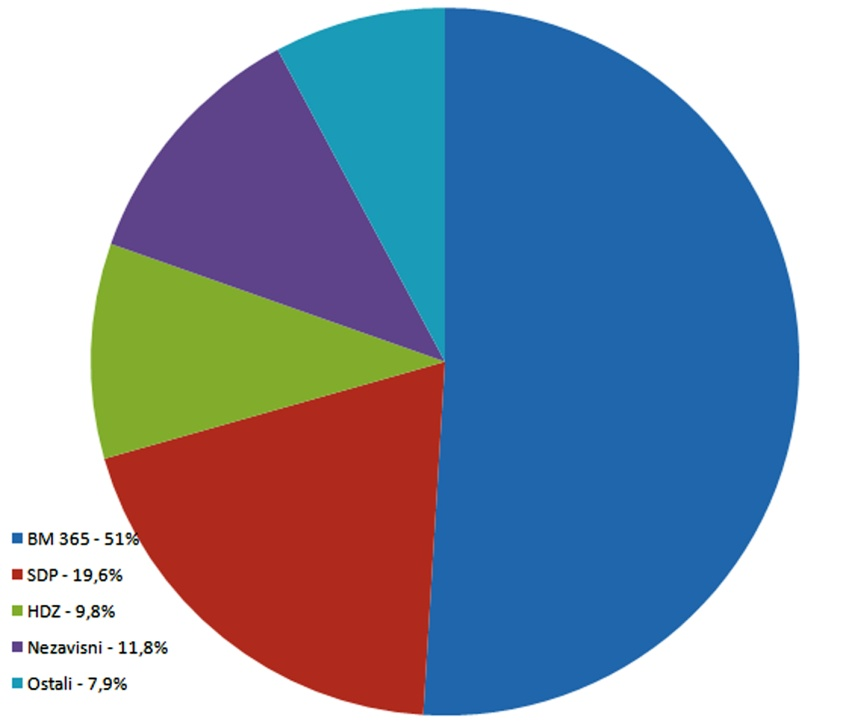 BM 365 - 51%
SDP - 19,6%
HDZ - 9,8%
Nezavisni - 11,8%
Ostali - 7,9%